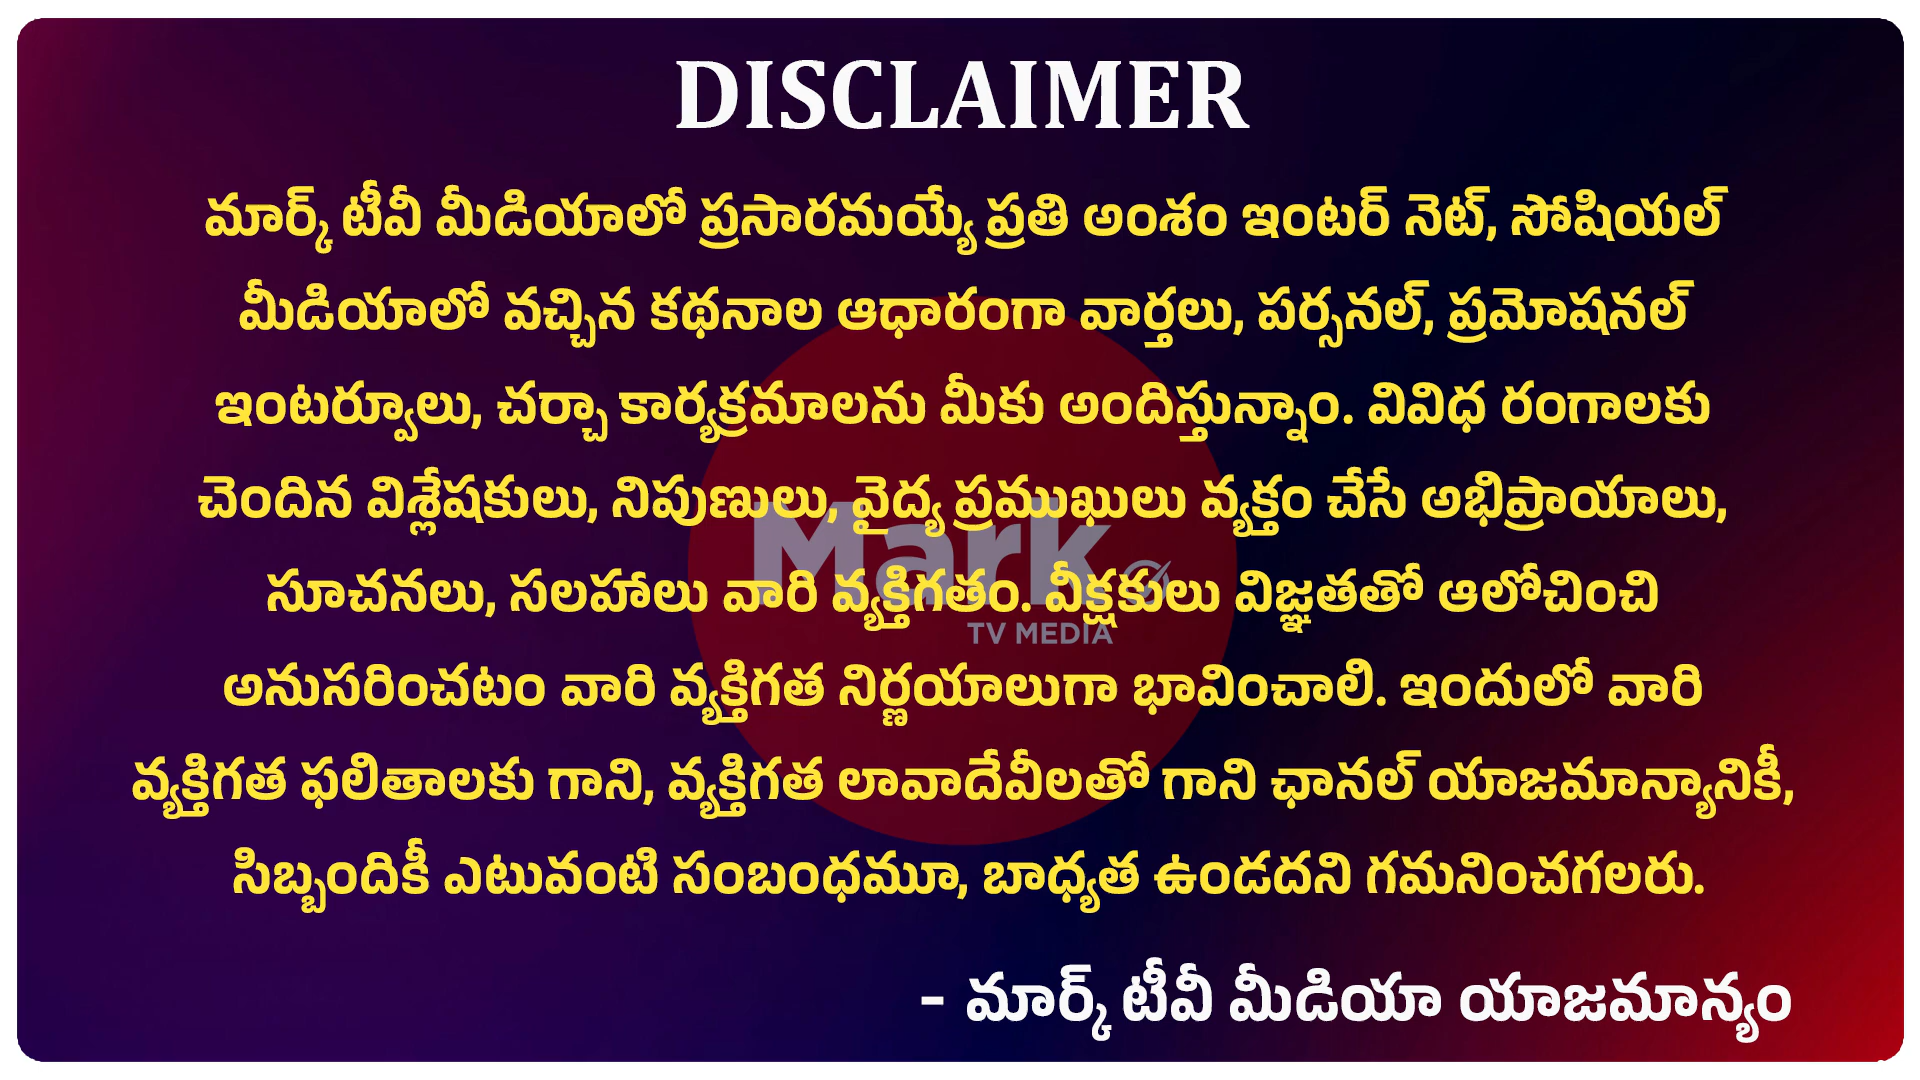 DISCLAIMER
మార్క్ టీవీ మీడియాలో ప్రసారమయ్యే ప్రతి అంశం ఇంటర్ నెట్, సోషియల్
మీడియాలో వచ్చిన కథనాల ఆధారంగా వార్తలు, పర్సనల్, ప్రమోషనల్
ఇంటర్వ్యూలు, చర్చా కార్యక్రమాలను మీకు అందిస్తున్నాం. వివిధ రంగాలకు
చెందిన విశ్లేషకులు, నిపుణులు, వైద్య ప్రముఖులు వ్యక్తం చేసే అభిప్రాయాలు,
సూచనలు, సలహాలు వారి వ్యక్తిగతం. వీక్షకులు విజ్ఞతతో ఆలోచించి
అనుసరించటం వారి వ్యక్తిగత నిర్ణయాలుగా భావించాలి. ఇందులో వారి
వ్యక్తిగత ఫలితాలకు గాని, వ్యక్తిగత లావాదేవీలతో గాని ఛానల్ యాజమాన్యానికీ,
సిబ్బందికీ ఎటువంటి సంబంధమూ, బాధ్యత ఉండదని గమనించగలరు.
- మార్క్ టీవీ మీడియా యాజమాన్యం
Mark
TV MEDIA